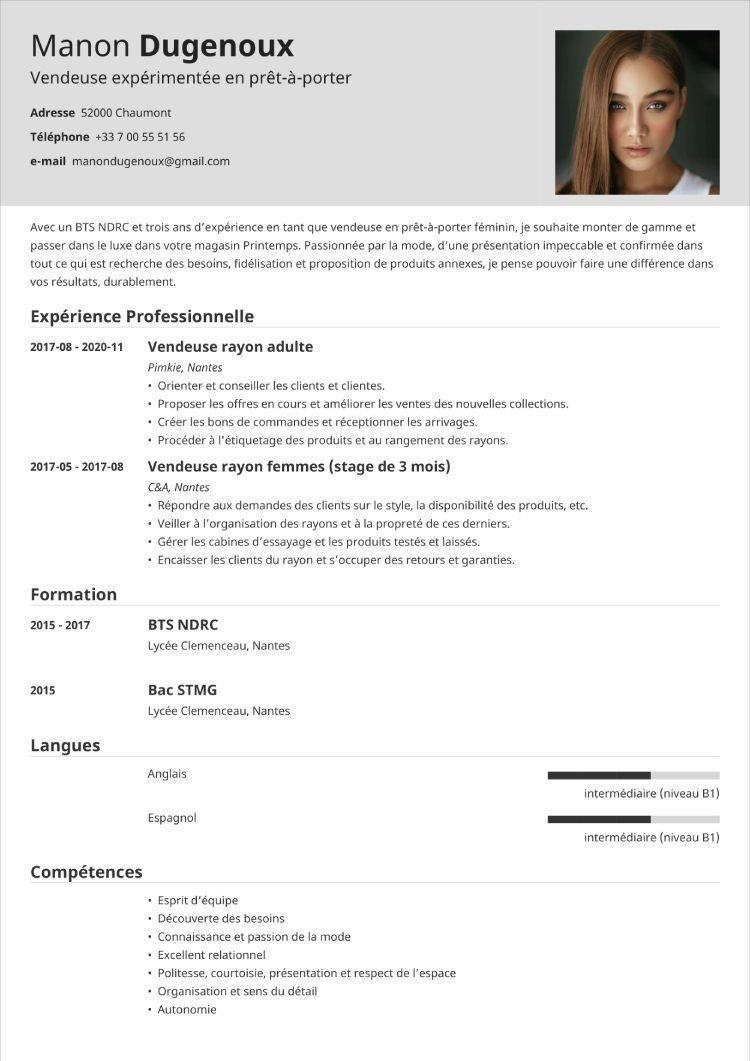 Manon Dugenoux
Vendeuse expérimentée en prêt-à-porter
Adresse 52000 Chaumont
Téléphone +33 7 00 55 51 56
e-mail manondugenoux@gmail.com
Avec un BTS NDRC et trois ans d’expérience en tant que vendeuse en prêt-à-porter féminin, je souhaite monter de gamme et
passer dans le luxe dans votre magasin Printemps. Passionnée par la mode, d’une présentation impeccable et confirmée dans
tout ce qui est recherche des besoins, fidélisation et proposition de produits annexes, je pense pouvoir faire une différence dans
vos résultats, durablement.
Expérience Professionnelle
2017-08 - 2020-11 Vendeuse rayon adulte
Pimkie, Nantes
• Orienter et conseiller les clients et clientes.
• Proposer les offres en cours et améliorer les ventes des nouvelles collections.
• Créer les bons de commandes et réceptionner les arrivages.
• Procéder à l'étiquetage des produits et au rangement des rayons.
2017-05 - 2017-08 Vendeuse rayon femmes (stage de 3 mois)
C&A, Nantes
• Répondre aux demandes des clients sur le style, la disponibilité des produits, etc.
• Veiller à l’organisation des rayons et à la propreté de ces derniers.
• Gérer les cabines d’essayage et les produits testés et laissés.
• Encaisser les clients du rayon et s’occuper des retours et garanties.
Formation
2015 - 2017 BTS NDRC
Lycée Clemenceau, Nantes
2015 Bac STMG
Lycée Clemenceau, Nantes
Langues
Anglais
intermédiaire (niveau B1)
Espagnol
intermédiaire (niveau B1)
Compétences
• Esprit d’équipe
• Découverte des besoins
• Connaissance et passion de la mode
• Excellent relationnel
• Politesse, courtoisie, présentation et respect de l’espace
• Organisation et sens du détail
• Autonomie